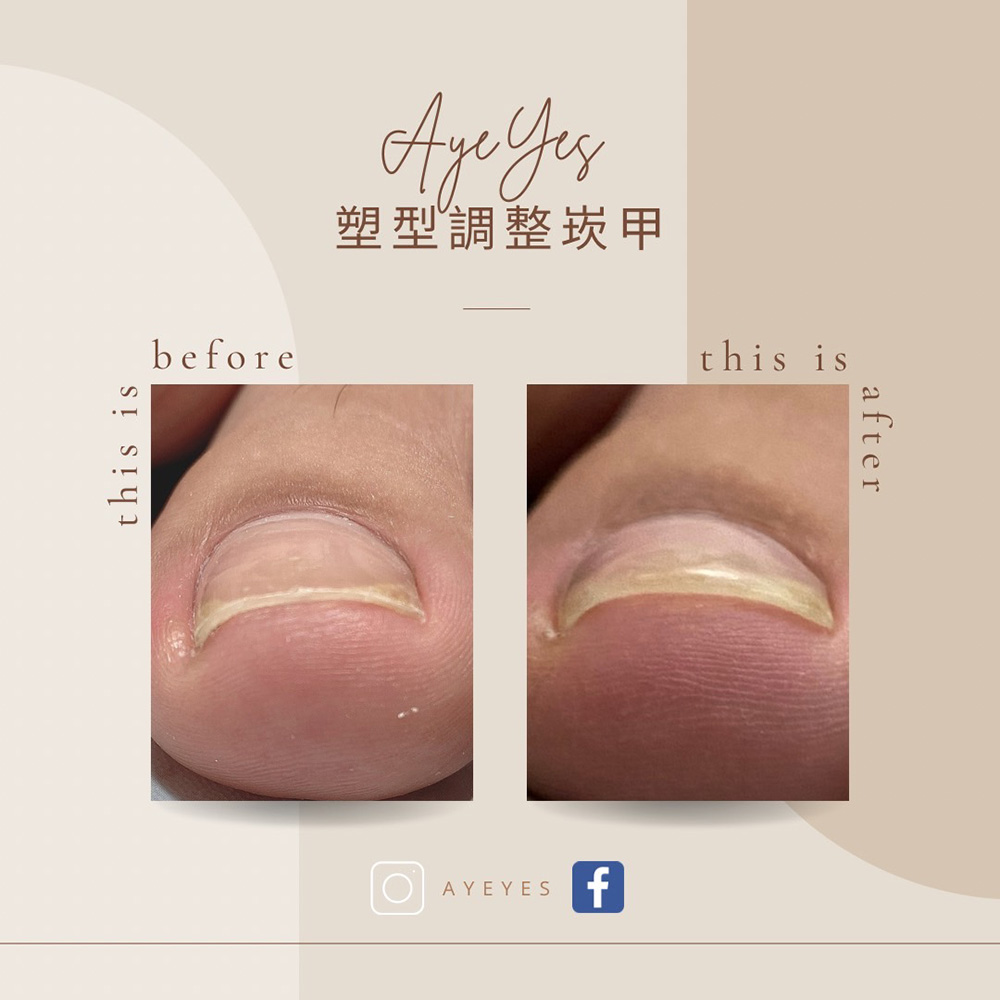 AyeYes
塑型調整崁甲
this is before
this is after
AYEYES